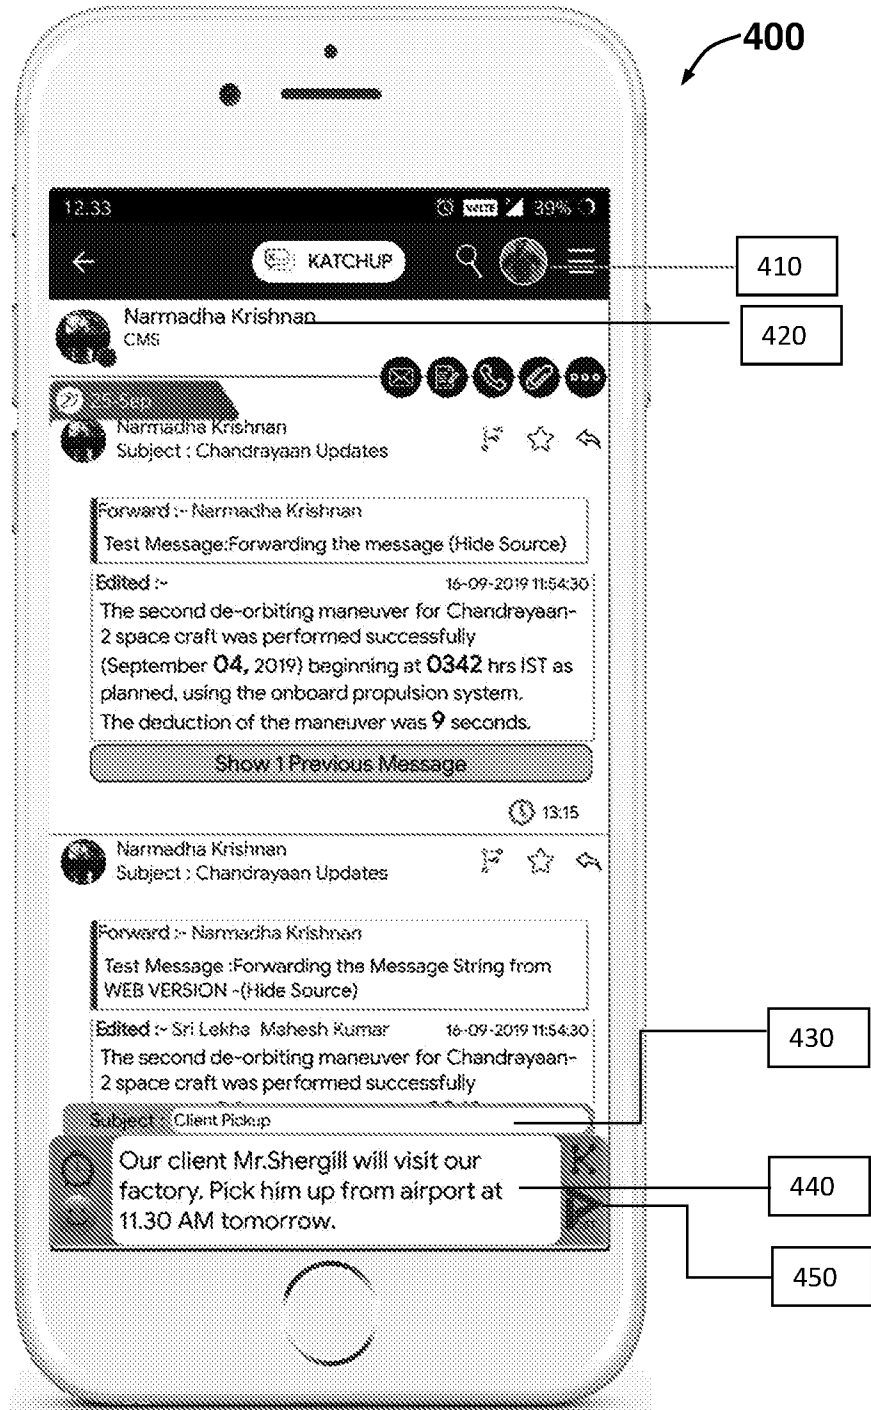 400
12.33
VoLTE 39%
KATCHUP
410
Narmadha Krishnan
CMS
420
Sep
Narmadha Krishnan
Subject : Chandrayaan Updates
Forward :- Narmadha Krishnan
Test Message:Forwarding the message (Hide Source)
Edited :- 16-09-2019 11:54:30
The second de-orbiting maneuver for Chandrayaan-
2 space craft was performed successfully
(September 04, 2019) beginning at 0342 hrs IST as
planned, using the onboard propulsion system.
The deduction of the maneuver was 9 seconds.
Show 1 Previous Message
13:15
Narmadha Krishnan
Subject : Chandrayaan Updates
Forward :- Narmadha Krishnan
Test Message :Forwarding the Message String from
WEB VERSION -(Hide Source)
Edited :- Sri Lekha Mahesh Kumar 16-09-2019 11:54:30
The second de-orbiting maneuver for Chandrayaan-
2 space craft was performed successfully
430
Subject : Client Pickup
Our client Mr.Shergill will visit our
factory. Pick him up from airport at
11.30 AM tomorrow.
440
450